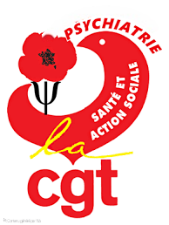 PSYCHIATRIE
SANTÉ ET
ACTION SOCIALE
la
cgt